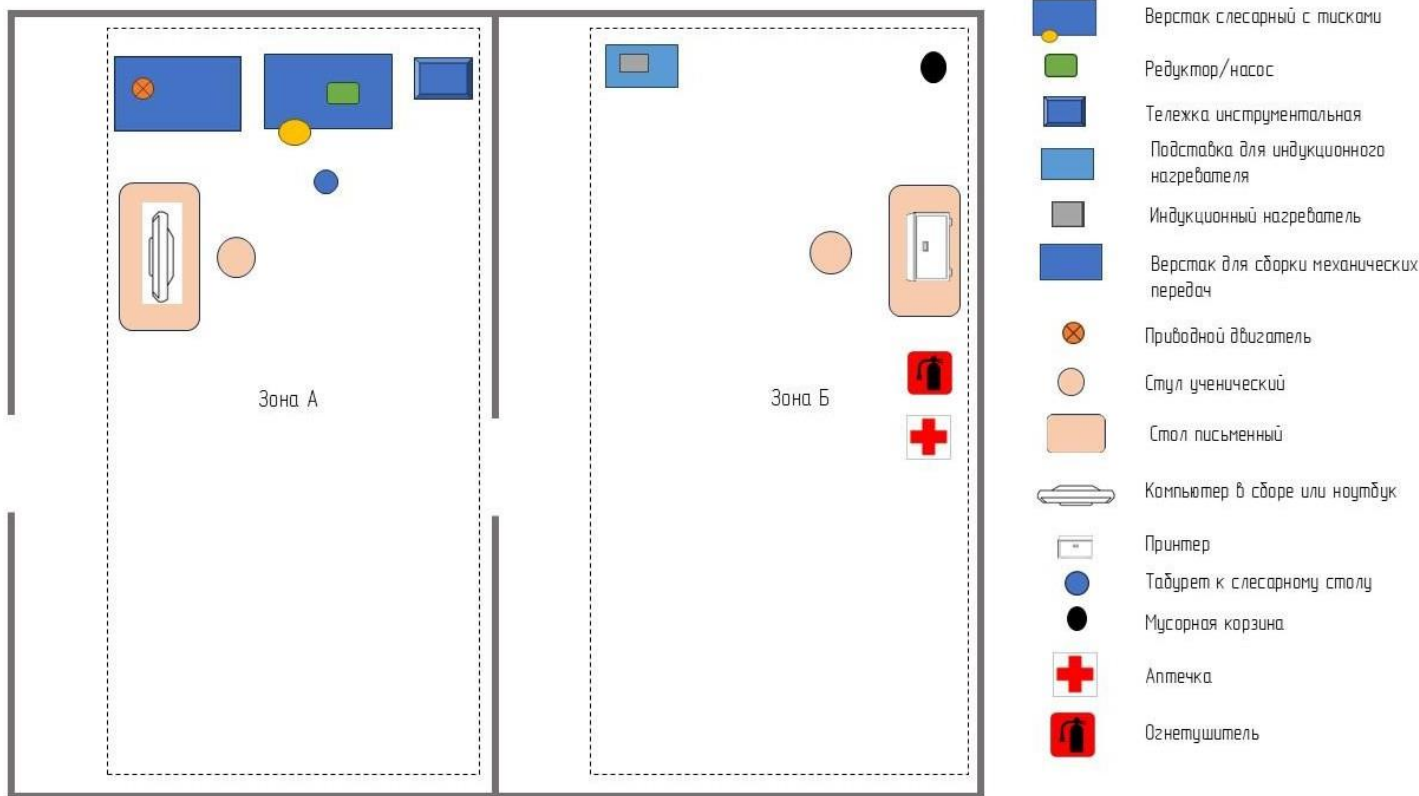 Зона А
Зона Б
Верстак слесарный с тисками
Редуктор/насос
Тележка инструментальная
Подставка для индукционного
нагревателя
Индукционный нагреватель
Верстак для сборки механических
передач
Приводной двигатель
Стул ученический
Стол письменный
Компьютер в сборе или ноутбук
Принтер
Табурет к слесарному столу
Мусорная корзина
Аптечка
Огнетушитель